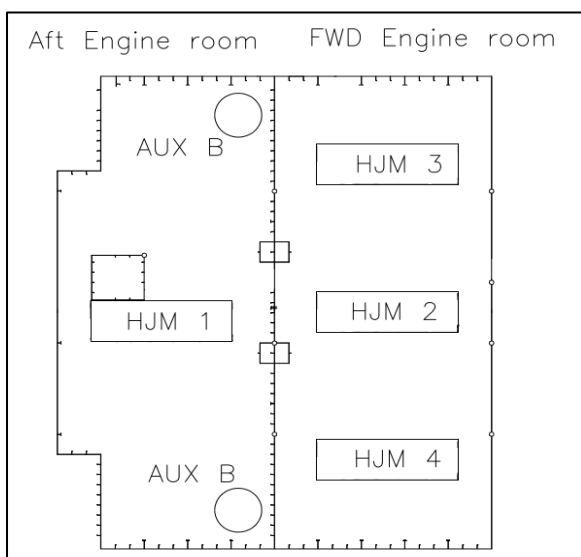 Aft Engine room
FWD Engine room
AUX B
HJM 3
HJM 1
HJM 2
AUX B
HJM 4